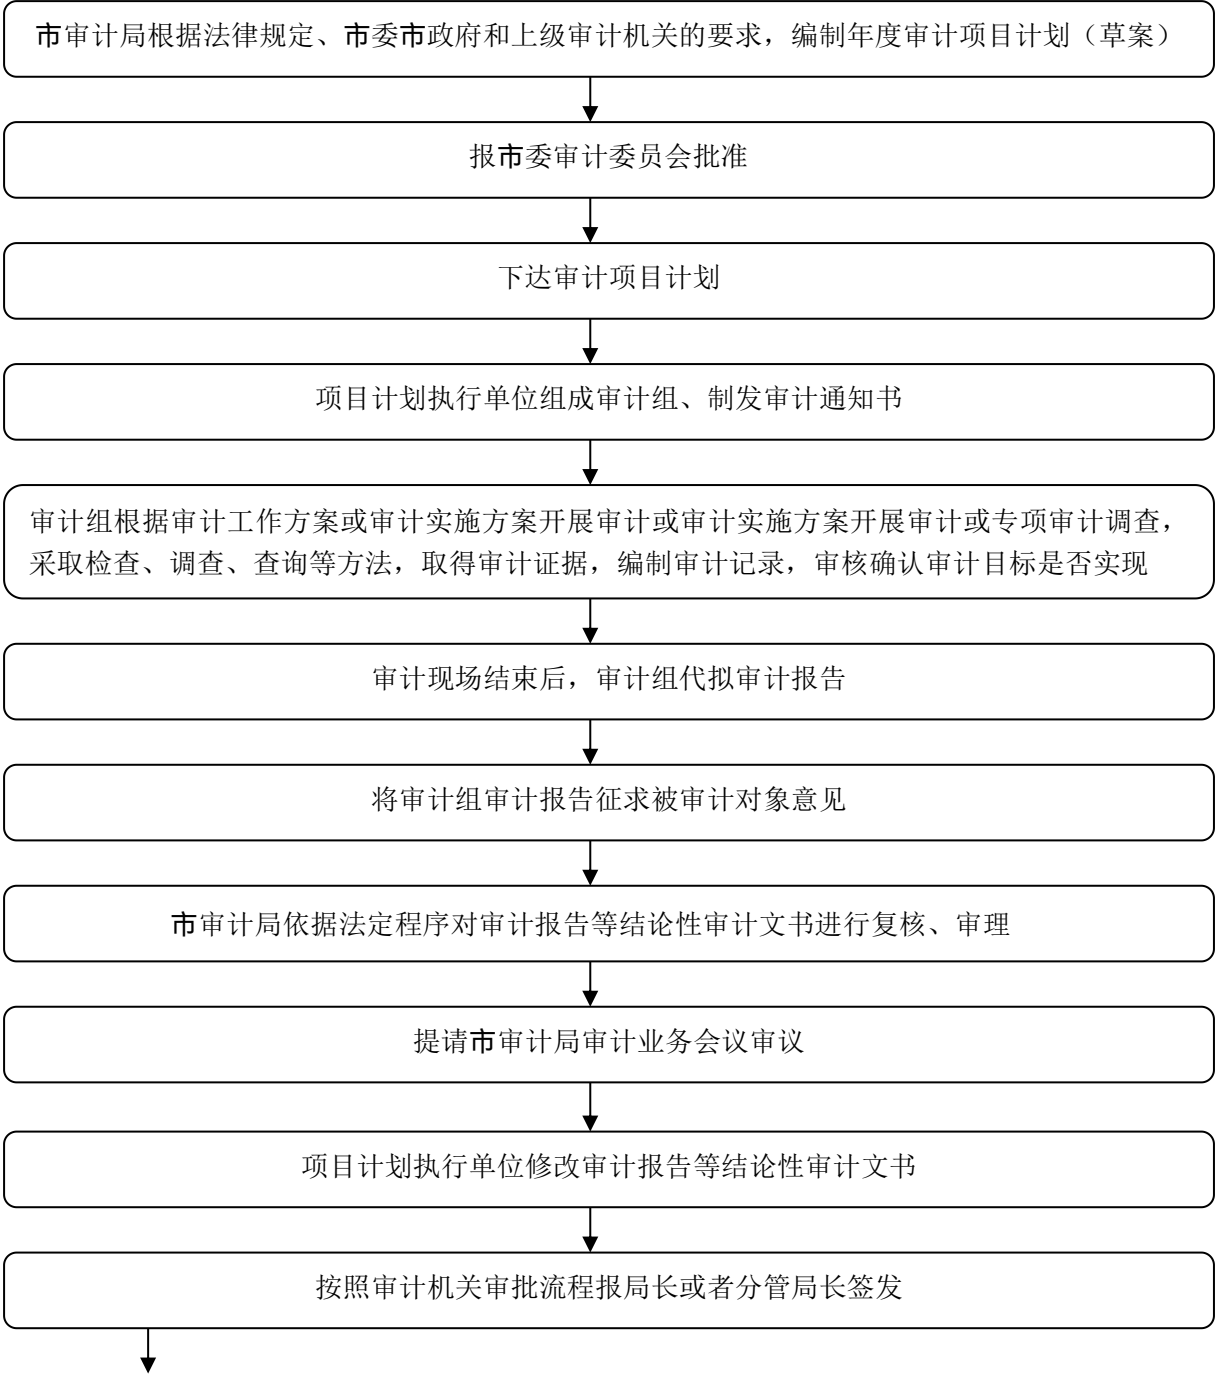 市审计局根据法律规定、市委市政府和上级审计机关的要求，编制年度审计项目计划（草案）
报市委审计委员会批准
下达审计项目计划
项目计划执行单位组成审计组、制发审计通知书
审计组根据审计工作方案或审计实施方案开展审计或审计实施方案开展审计或专项审计调查，
采取检查、调查、查询等方法，取得审计证据，编制审计记录，审核确认审计目标是否实现
审计现场结束后，审计组代拟审计报告
将审计组审计报告征求被审计对象意见
市审计局依据法定程序对审计报告等结论性审计文书进行复核、审理
提请市审计局审计业务会议审议
项目计划执行单位修改审计报告等结论性审计文书
按照审计机关审批流程报局长或者分管局长签发